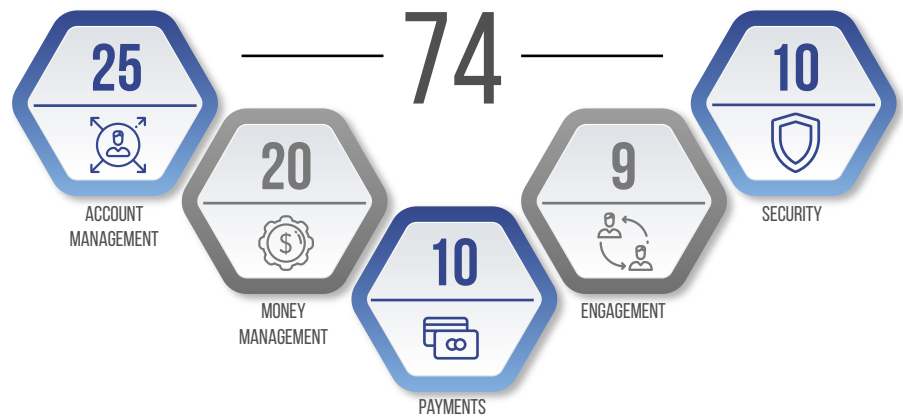 74
25
ACCOUNT
MANAGEMENT
20
MONEY
MANAGEMENT
10
PAYMENTS
9
ENGAGEMENT
10
SECURITY